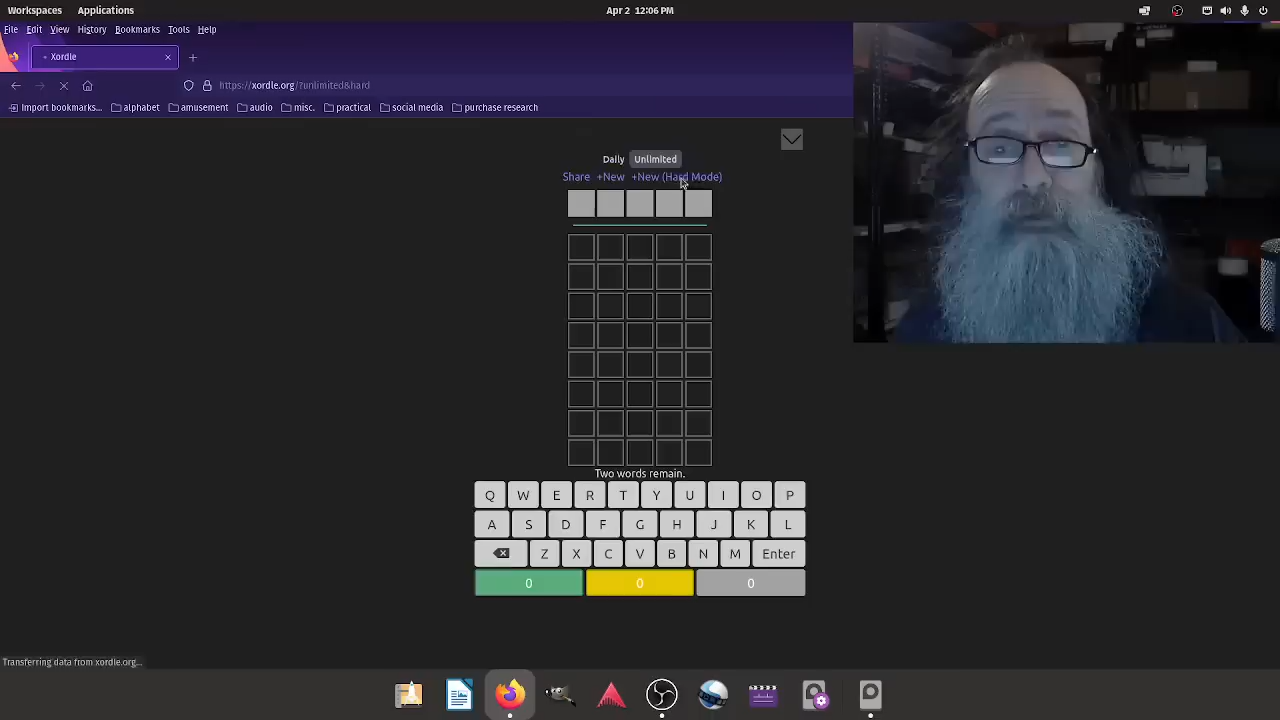 Workspaces Applications Apr 2 12:06 PM
File Edit View History Bookmarks Tools Help
Xordle
https://xordle.org/?unlimited&hard
Import bookmarks... alphabet amusement audio misc. practical social media purchase research
Daily Unlimited
Share +New +New (Hard Mode)
Two words remain.
Q W E R T Y U I O P
A S D F G H J K L
Z X C V B N M Enter
0 0 0
Transferring data from xordle.org...